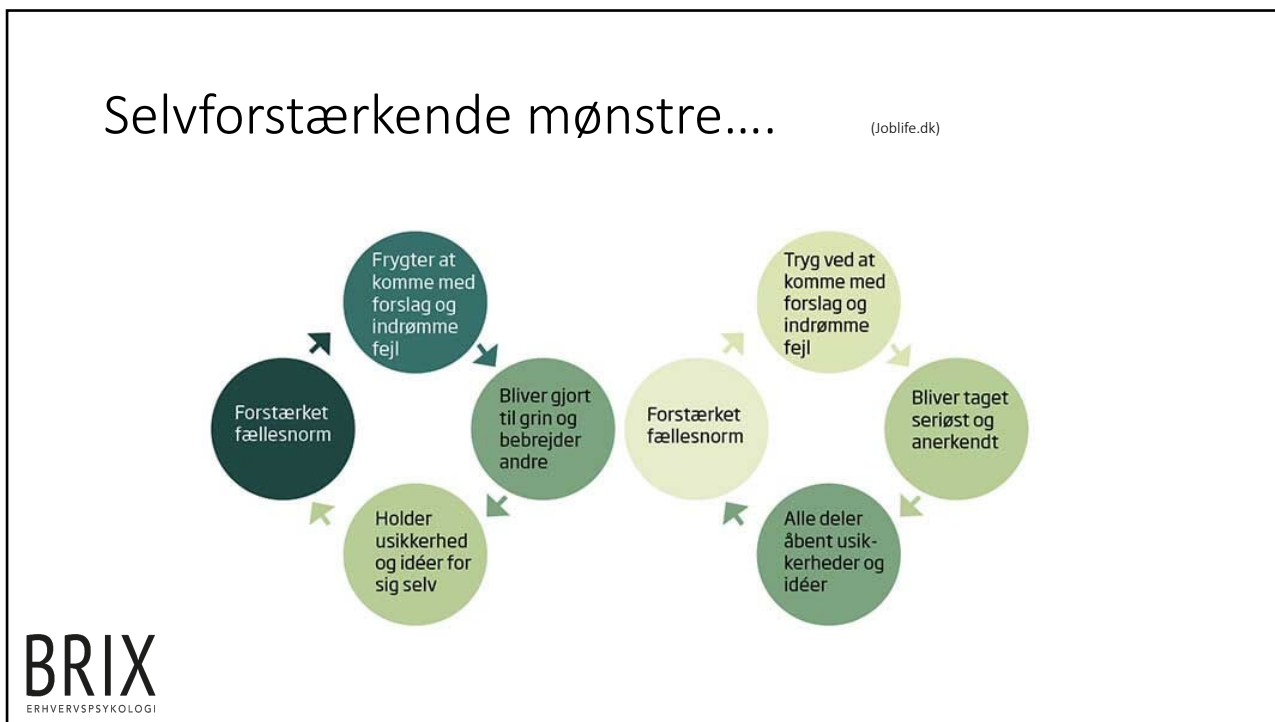 Selvforstærkende mønstre....
(Joblife.dk)
Frygter at
komme med
forslag og
indrømme
fejl
Bliver gjort
til grin og
bebrejder
andre
Holder
usikkerhed
og idéer for
sig selv
Forstærket
fællesnorm
Tryg ved at
komme med
forslag og
indrømme
fejl
Bliver taget
seriøst og
anerkendt
Alle deler
åbent usik-
kerheder og
idéer
Forstærket
fællesnorm
BRIX
ERHVERVSPSYKOLOGI